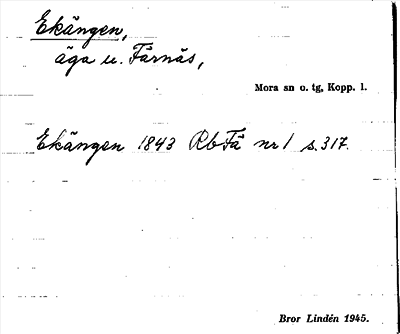 Ekängen,
äga u. Färnäs,
Mora sn o. tg, Kopp. l.
Ekängen 1843 Rb Fä nr 1 s. 317.
Bror Lindén 1945.